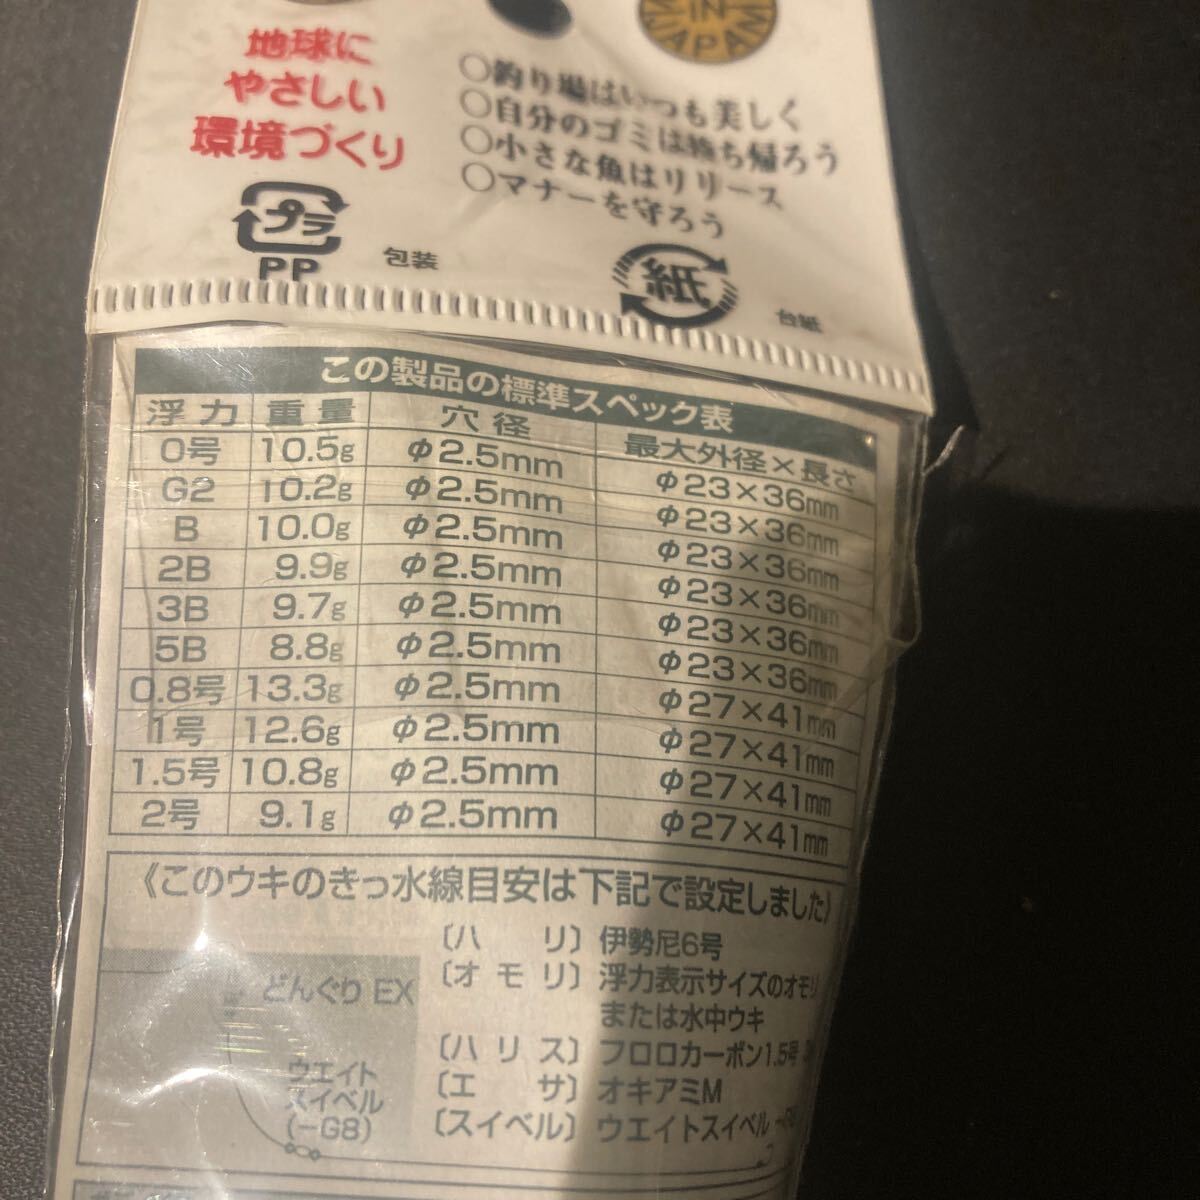 IN
JAPAN
地球に
やさしい
環境づくり
○釣り場はいつも美しく
○自分のゴミは持ち帰ろう
○小さな魚はリリース
○マナーを守ろう
プラ
PP
包装
紙
台紙
この製品の標準スペック表
浮力 重量 穴径 最大外径×長さ
0号 10.5g φ2.5mm φ23×36mm
G2 10.2g φ2.5mm φ23×36mm
B 10.0g φ2.5mm φ23×36mm
2B 9.9g φ2.5mm φ23×36mm
3B 9.7g φ2.5mm φ23×36mm
5B 8.8g φ2.5mm φ23×36mm
0.8号 13.3g φ2.5mm φ27×41mm
1号 12.6g φ2.5mm φ27×41mm
1.5号 10.8g φ2.5mm φ27×41mm
2号 9.1g φ2.5mm φ27×41mm
《このウキのきっ水線目安は下記で設定しました》
〔ハリ〕伊勢尼6号
〔オモリ〕浮力表示サイズのオモリ
または水中ウキ
〔ハリス〕フロロカーボン1.5号
〔エサ〕オキアミM
〔スイベル〕ウエイトスイベル
どんぐりEX
ウエイト
スイベル
(−G8)